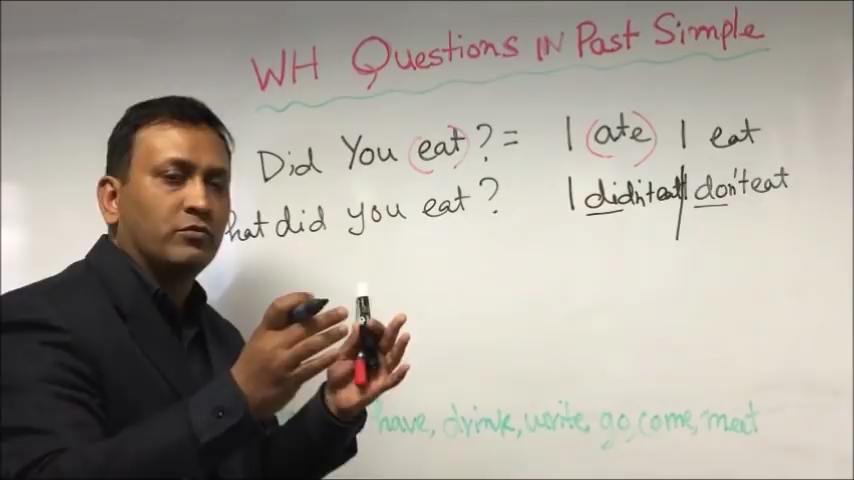 WH Questions IN Past Simple
Did You (eat)? = I (ate) I eat
hat did you eat? I didn't eat I don't eat
have, drink, write, go, come, meat